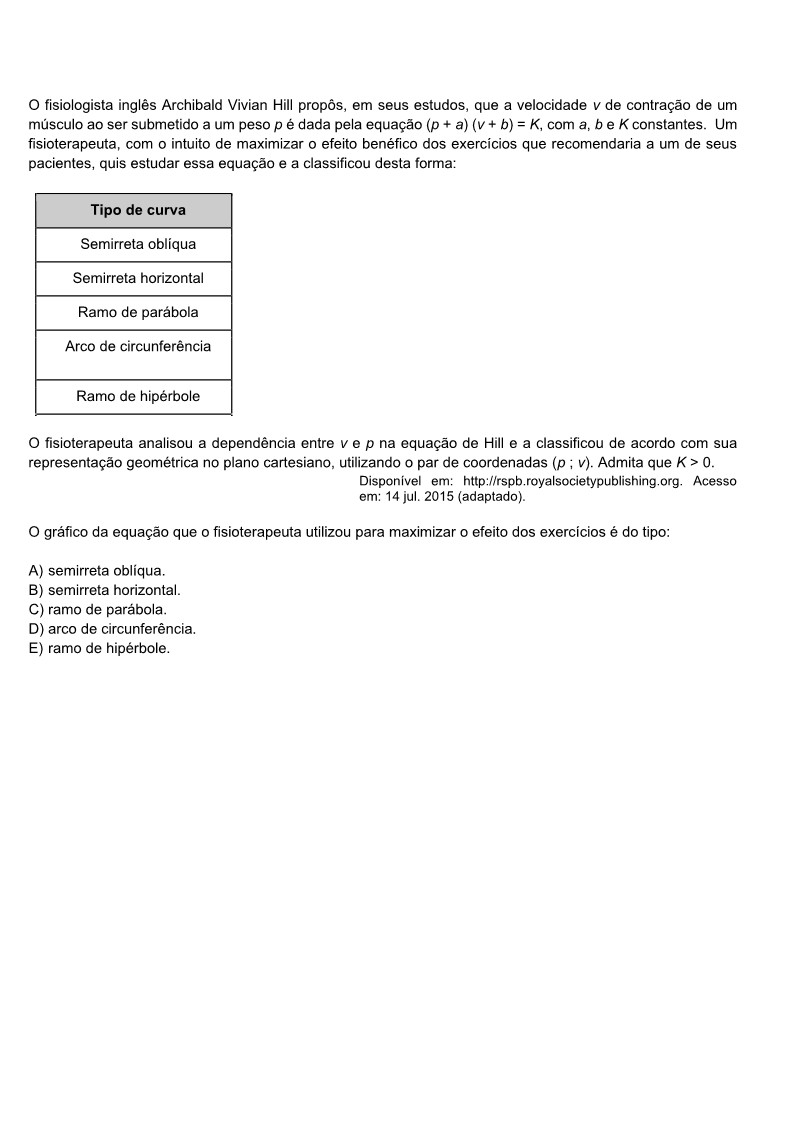 O fisiologista inglês Archibald Vivian Hill propôs, em seus estudos, que a velocidade v de contração de um
músculo ao ser submetido a um peso p é dada pela equação (p + a) (v + b) = K, com a, b e K constantes. Um
fisioterapeuta, com o intuito de maximizar o efeito benéfico dos exercícios que recomendaria a um de seus
pacientes, quis estudar essa equação e a classificou desta forma:
Tipo de curva
Semirreta oblíqua
Semirreta horizontal
Ramo de parábola
Arco de circunferência
Ramo de hipérbole
O fisioterapeuta analisou a dependência entre v e p na equação de Hill e a classificou de acordo com sua
representação geométrica no plano cartesiano, utilizando o par de coordenadas (p ; v). Admita que K > 0.
Disponível em: http://rspb.royalsocietypublishing.org. Acesso
em: 14 jul. 2015 (adaptado).
O gráfico da equação que o fisioterapeuta utilizou para maximizar o efeito dos exercícios é do tipo:
A) semirreta oblíqua.
B) semirreta horizontal.
C) ramo de parábola.
D) arco de circunferência.
E) ramo de hipérbole.